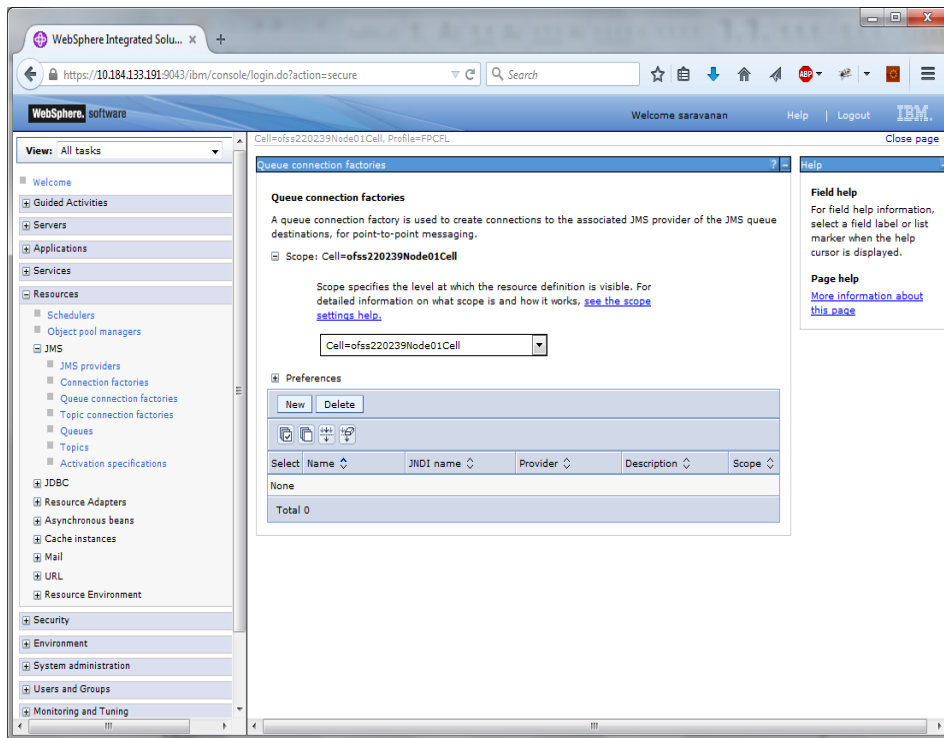 WebSphere Integrated Solu...
https://10.184.133.191:9043/ibm/console/login.do?action=secure
Search
ABP
WebSphere. software
Welcome saravanan
Help | Logout
IBM.
View: All tasks
Welcome
Guided Activities
Servers
Applications
Services
Resources
Schedulers
Object pool managers
JMS
JMS providers
Connection factories
Queue connection factories
Topic connection factories
Queues
Topics
Activation specifications
JDBC
Resource Adapters
Asynchronous beans
Cache instances
Mail
URL
Resource Environment
Security
Environment
System administration
Users and Groups
Monitoring and Tuning
Cell=ofss220239Node01Cell, Profile=FPCFL
Close page
Queue connection factories
? -
Queue connection factories
A queue connection factory is used to create connections to the associated JMS provider of the JMS queue
destinations, for point-to-point messaging.
Scope: Cell=ofss220239Node01Cell
Scope specifies the level at which the resource definition is visible. For
detailed information on what scope is and how it works, see the scope
settings help.
Cell=ofss220239Node01Cell
Preferences
New Delete
Select Name JNDI name Provider Description Scope
None
Total 0
Help
Field help
For field help information,
select a field label or list
marker when the help
cursor is displayed.
Page help
More information about
this page